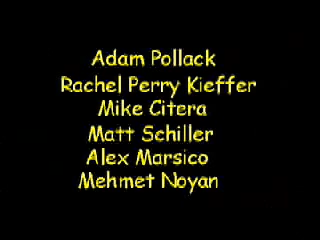 Adam Pollack
Rachel Perry Kieffer
Mike Citera
Matt Schiller
Alex Marsico
Mehmet Noyan